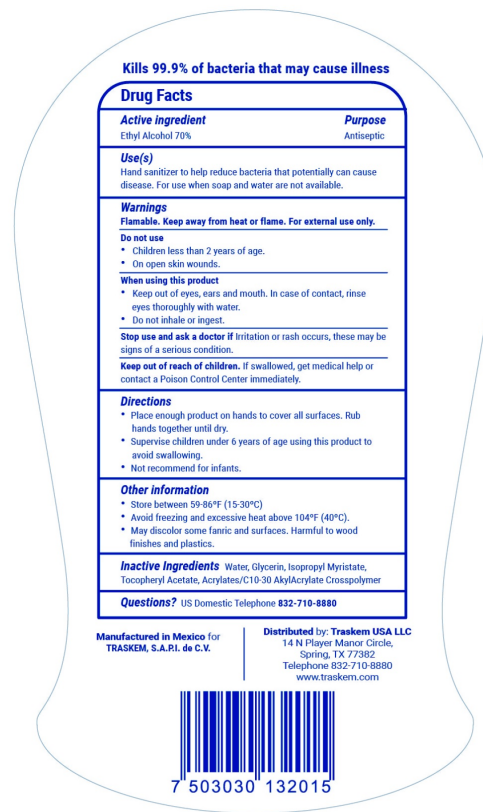 Kills 99.9% of bacteria that may cause illness
Drug Facts
Active ingredient Purpose
Ethyl Alcohol 70% Antiseptic
Use(s)
Hand sanitizer to help reduce bacteria that potentially can cause
disease. For use when soap and water are not available.
Warnings
Flamable. Keep away from heat or flame. For external use only.
Do not use
• Children less than 2 years of age.
• On open skin wounds.
When using this product
• Keep out of eyes, ears and mouth. In case of contact, rinse
eyes thoroughly with water.
• Do not inhale or ingest.
Stop use and ask a doctor if Irritation or rash occurs, these may be
signs of a serious condition.
Keep out of reach of children. If swallowed, get medical help or
contact a Poison Control Center immediately.
Directions
• Place enough product on hands to cover all surfaces. Rub
hands together until dry.
• Supervise children under 6 years of age using this product to
avoid swallowing.
• Not recommend for infants.
Other information
• Store between 59-86ºF (15-30ºC)
• Avoid freezing and excessive heat above 104ºF (40ºC).
• May discolor some fanric and surfaces. Harmful to wood
finishes and plastics.
Inactive Ingredients Water, Glycerin, Isopropyl Myristate,
Tocopheryl Acetate, Acrylates/C10-30 AkylAcrylate Crosspolymer
Questions? US Domestic Telephone 832-710-8880
Manufactured in Mexico for
TRASKEM, S.A.P.I. de C.V.
Distributed by: Traskem USA LLC
14 N Player Manor Circle,
Spring, TX 77382
Telephone 832-710-8880
www.traskem.com
7 503030 132015